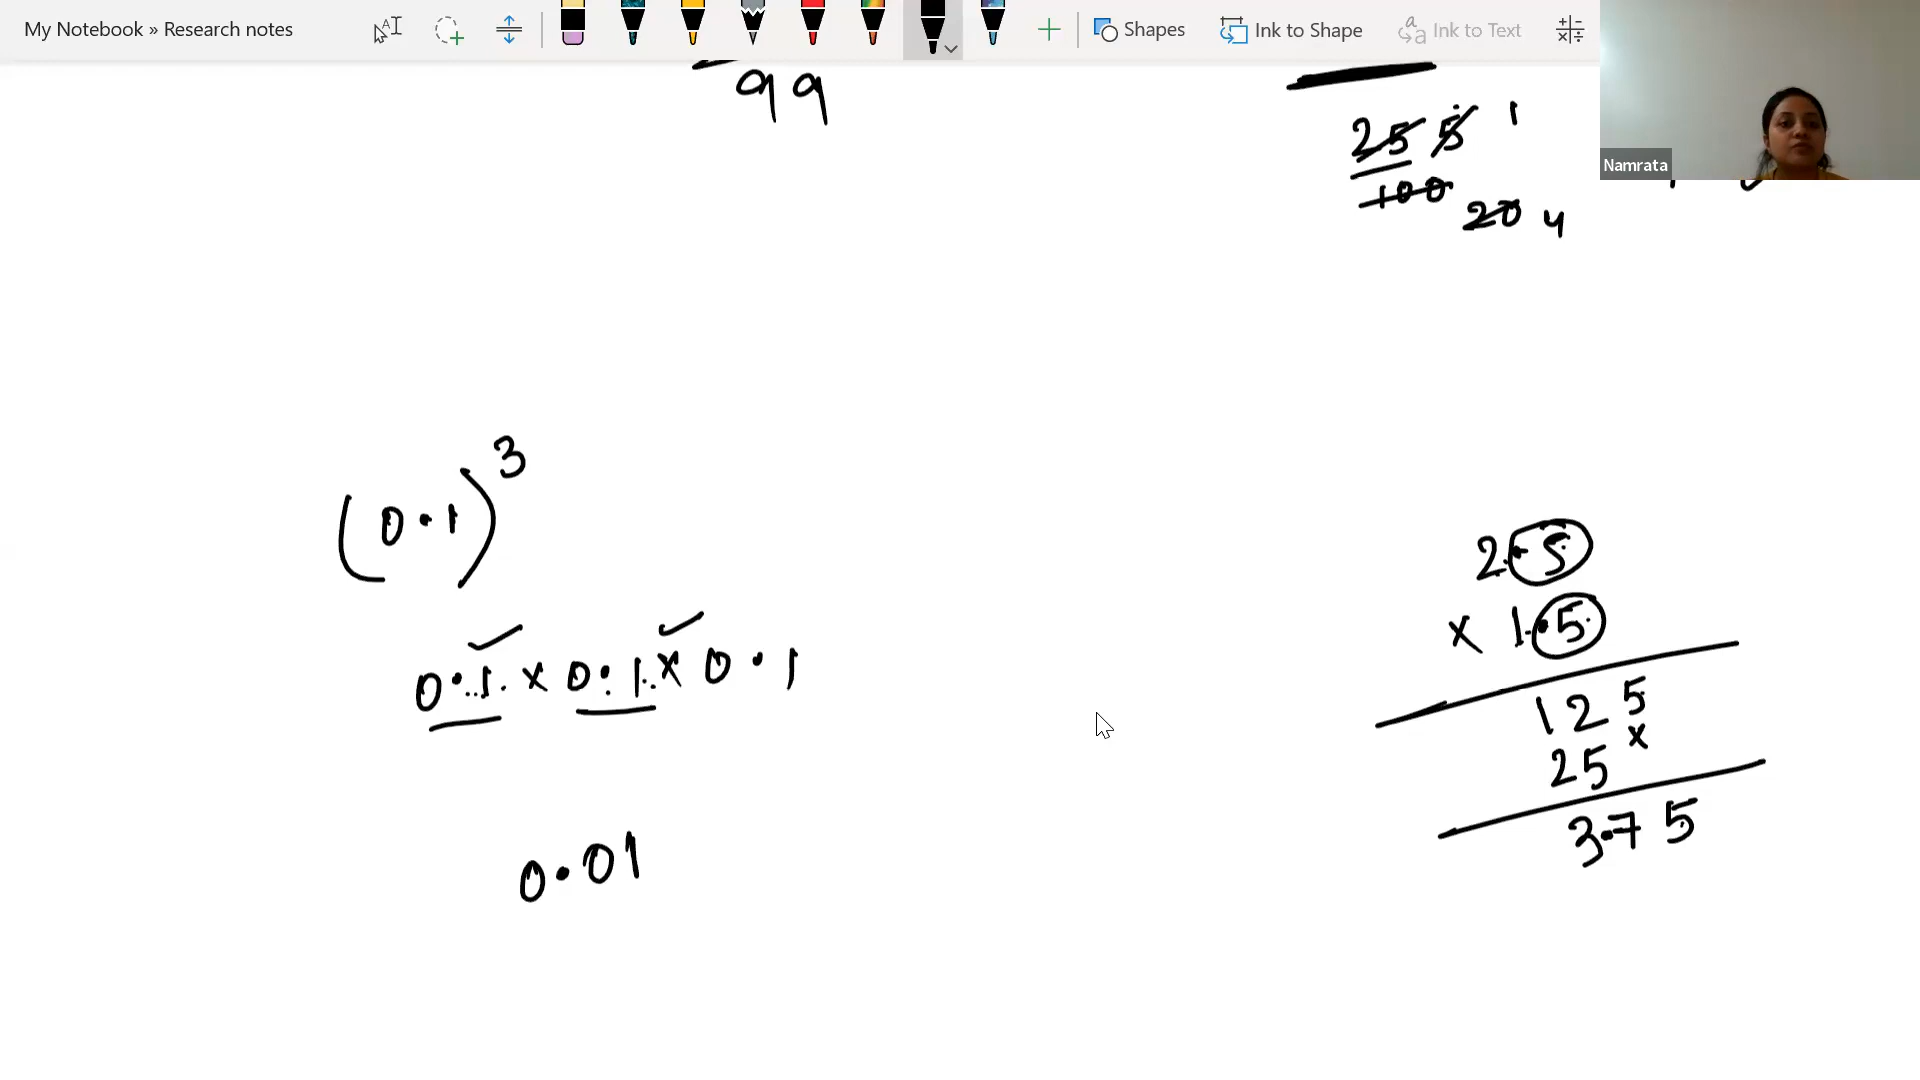 My Notebook » Research notes
Shapes
Ink to Shape
Ink to Text
Namrata
99
25 5 1
100 20 4
(0.1)^3
0.1 x 0.1 x 0.1
0.01
2.5
x 1.5
125
25x
3.75